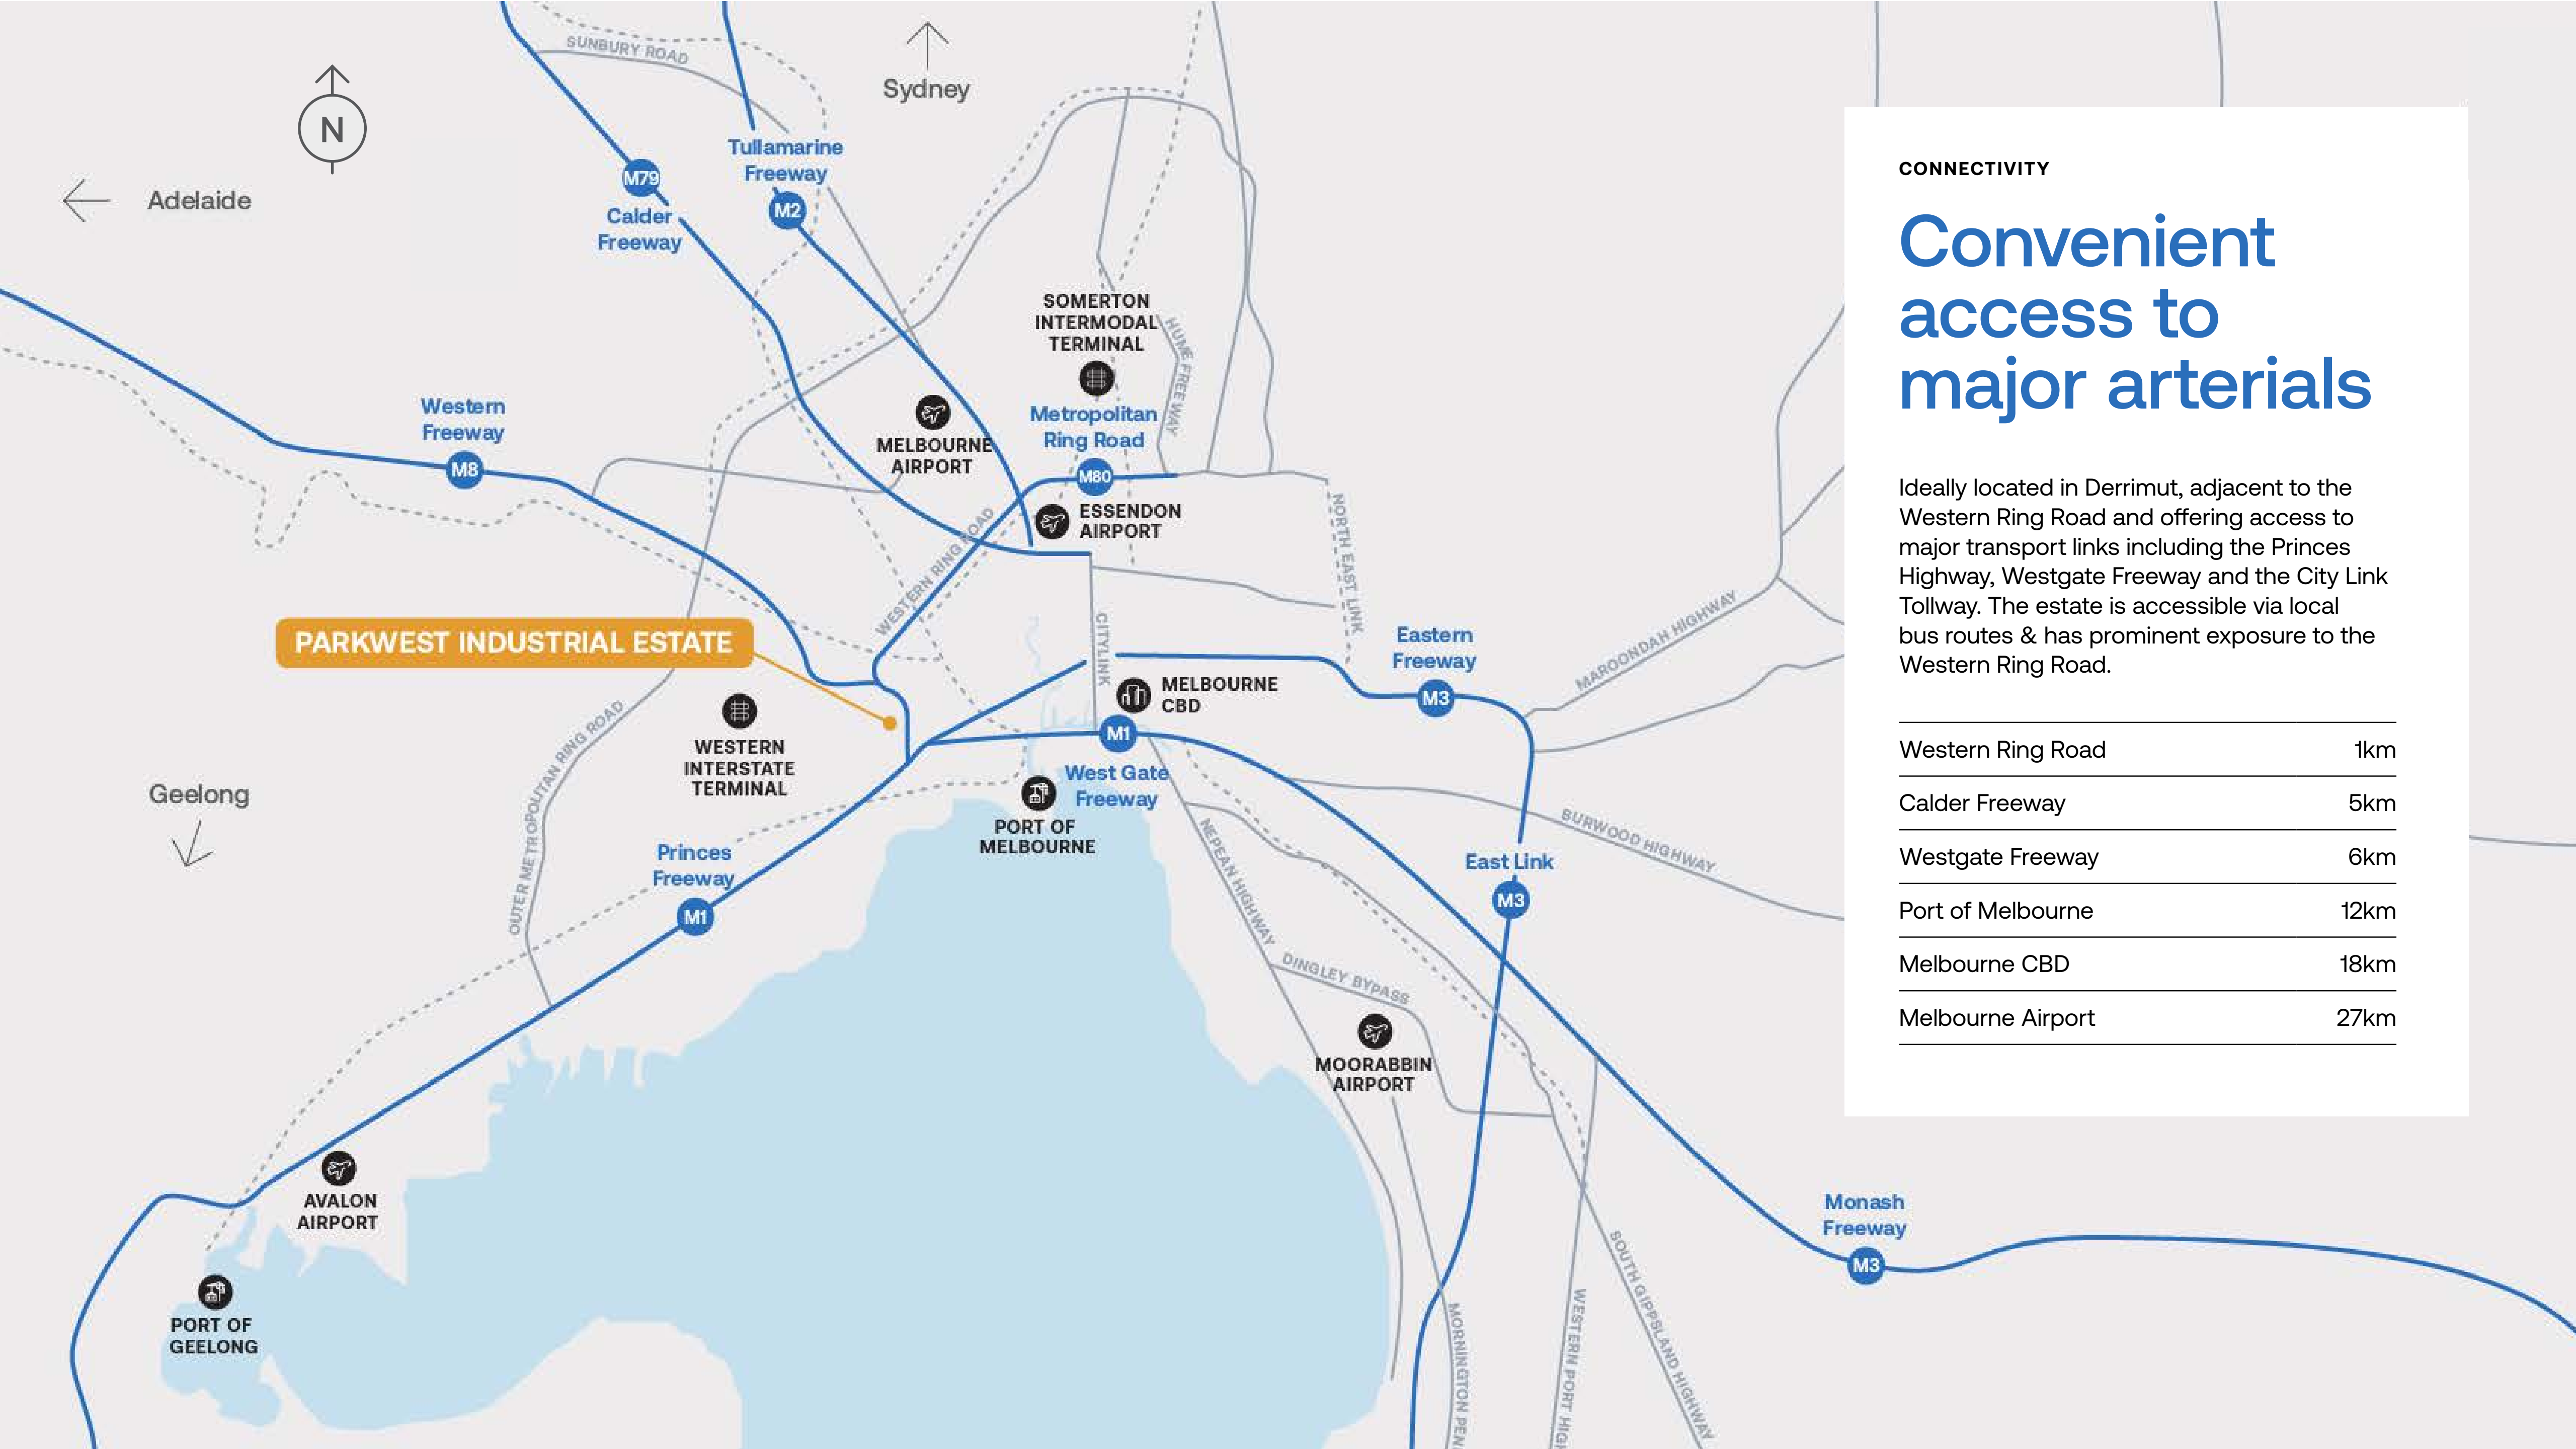 SUNBURY ROAD
Sydney
N
Adelaide
Tullamarine
Freeway
M2
M79
Calder
Freeway
SOMERTON
INTERMODAL
TERMINAL
HUME FREEWAY
Metropolitan
Ring Road
M80
MELBOURNE
AIRPORT
Western
Freeway
M8
ESSENDON
AIRPORT
WESTERN RING ROAD
NORTH EAST LINK
PARKWEST INDUSTRIAL ESTATE
CITYLINK
Eastern
Freeway
M3
MAROONDAH HIGHWAY
MELBOURNE
CBD
M1
West Gate
Freeway
WESTERN
INTERSTATE
TERMINAL
OUTER METROPOLITAN RING ROAD
Geelong
PORT OF
MELBOURNE
Princes
Freeway
M1
NEPEAN HIGHWAY
BURWOOD HIGHWAY
East Link
M3
DINGLEY BYPASS
MOORABBIN
AIRPORT
AVALON
AIRPORT
PORT OF
GEELONG
Monash
Freeway
M3
SOUTH GIPPSLAND HIGHWAY
WESTERN PORT HIGH
MORNINGTON PEN
CONNECTIVITY
Convenient
access to
major arterials
Ideally located in Derrimut, adjacent to the
Western Ring Road and offering access to
major transport links including the Princes
Highway, Westgate Freeway and the City Link
Tollway. The estate is accessible via local
bus routes & has prominent exposure to the
Western Ring Road.
Western Ring Road 1km
Calder Freeway 5km
Westgate Freeway 6km
Port of Melbourne 12km
Melbourne CBD 18km
Melbourne Airport 27km